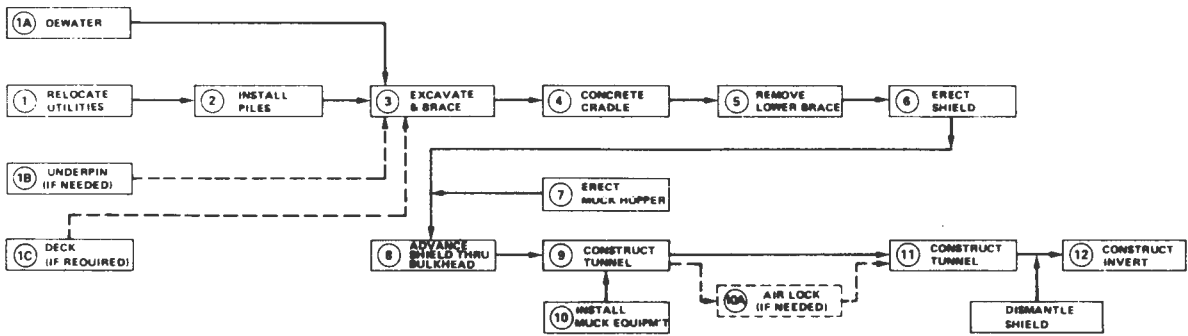 1A DEWATER
1 RELOCATE
UTILITIES
2 INSTALL
PILES
3 EXCAVATE
& BRACE
4 CONCRETE
CRADLE
5 REMOVE
LOWER BRACE
6 ERECT
SHIELD
1B UNDERPIN
(IF NEEDED)
7 ERECT
MUCK HOPPER
1C DECK
(IF REQUIRED)
8 ADVANCE
SHIELD THRU
BULKHEAD
9 CONSTRUCT
TUNNEL
11 CONSTRUCT
TUNNEL
12 CONSTRUCT
INVERT
10 INSTALL
MUCK EQUIPM'T
10A AIR LOCK
(IF NEEDED)
DISMANTLE
SHIELD